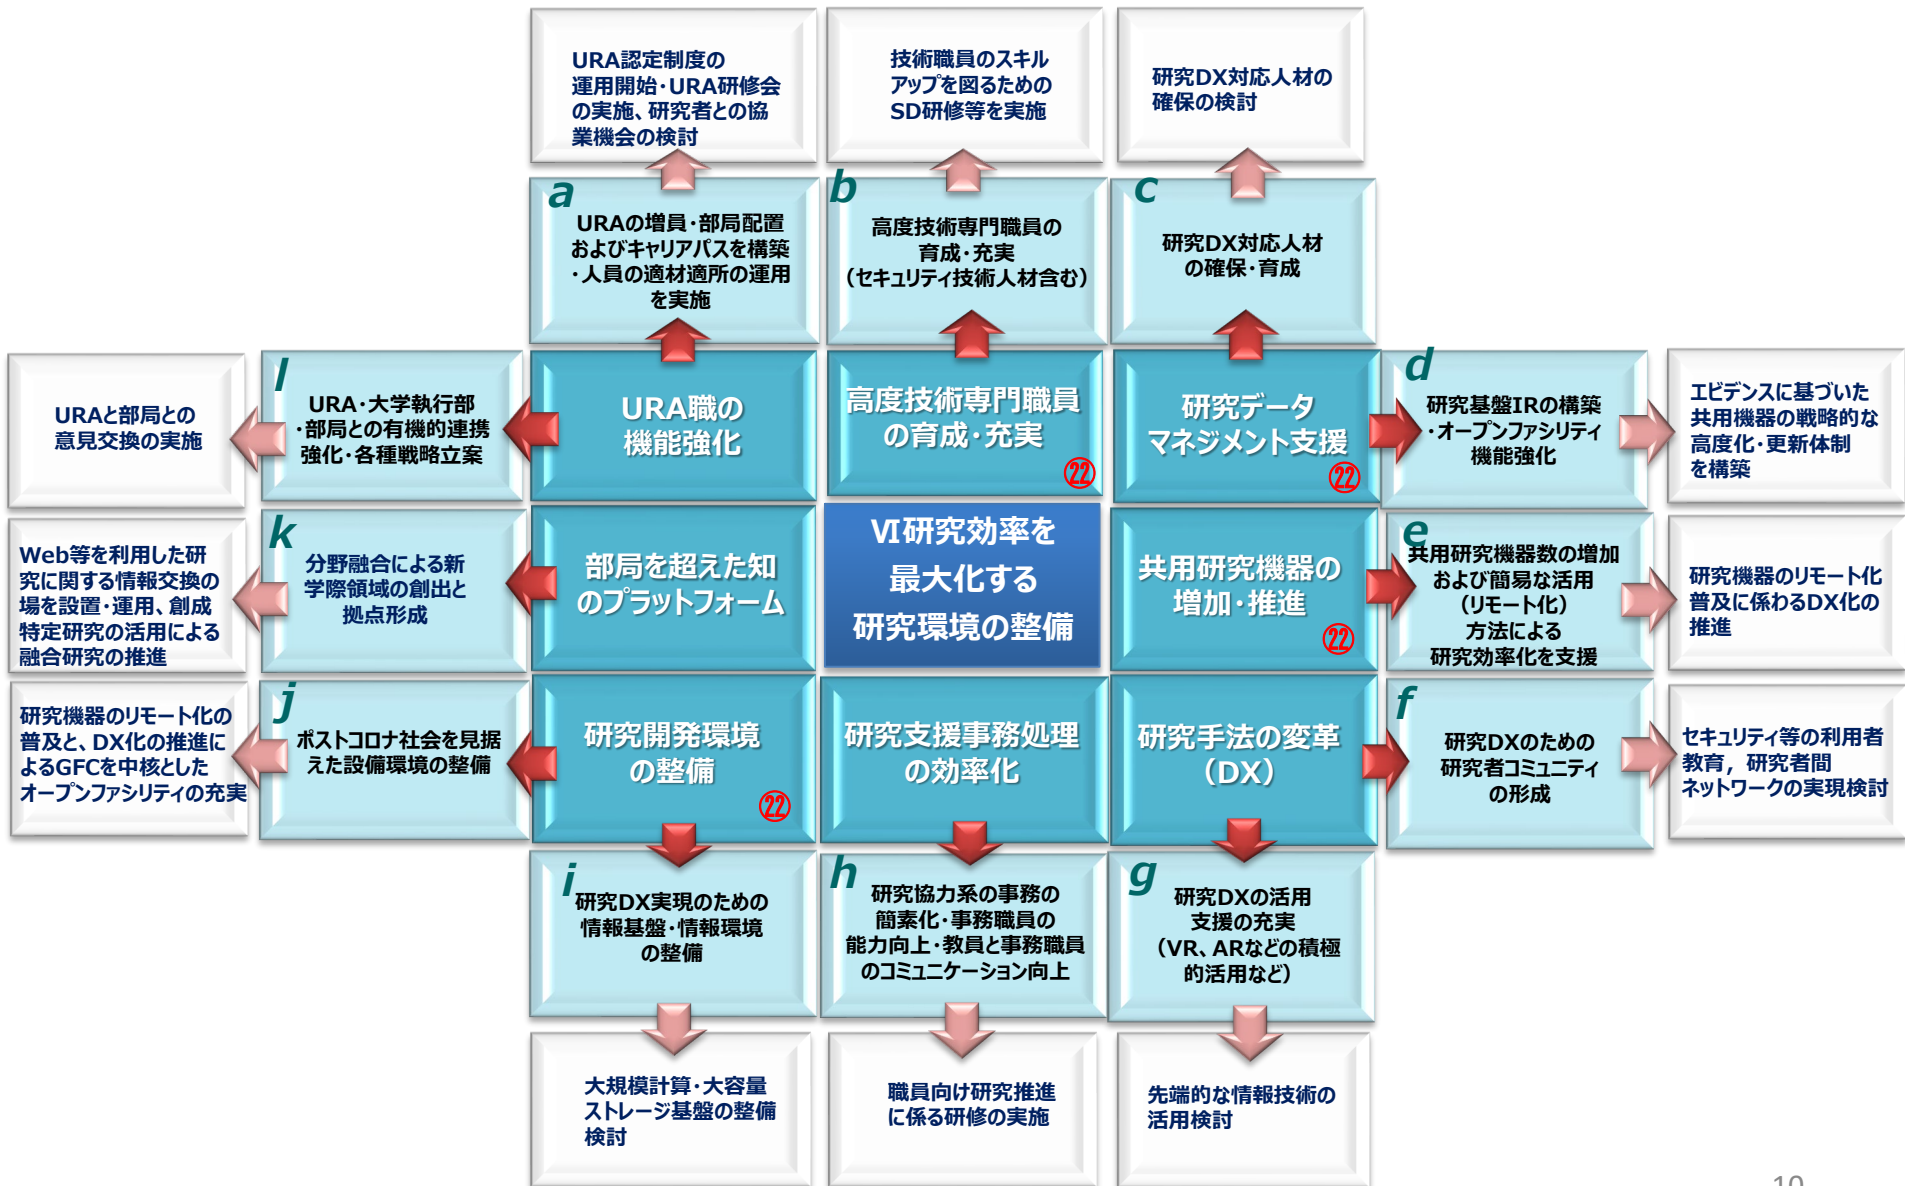 URA認定制度の
運用開始・URA研修会
の実施、研究者との協
業機会の検討
技術職員のスキル
アップを図るための
SD研修等を実施
研究DX対応人材の
確保の検討
a
URAの増員・部局配置
およびキャリアパスを構築
・人員の適材適所の運用
を実施
b
高度技術専門職員の
育成・充実
（セキュリティ技術人材含む）
c
研究DX対応人材
の確保・育成
URAと部局との
意見交換の実施
l
URA・大学執行部
・部局との有機的連携
強化・各種戦略立案
URA職の
機能強化
高度技術専門職員
の育成・充実
㉒
研究データ
マネジメント支援
㉒
d
研究基盤IRの構築
・オープンファシリティ
機能強化
エビデンスに基づいた
共用機器の戦略的な
高度化・更新体制
を構築
Web等を利用した研
究に関する情報交換の
場を設置・運用、創成
特定研究の活用による
融合研究の推進
k
分野融合による新
学際領域の創出と
拠点形成
部局を超えた知
のプラットフォーム
Ⅵ研究効率を
最大化する
研究環境の整備
共用研究機器の
増加・推進
㉒
e
共用研究機器数の増加
および簡易な活用
（リモート化）
方法による
研究効率化を支援
研究機器のリモート化
普及に係わるDX化の
推進
研究機器のリモート化の
普及と、DX化の推進に
よるGFCを中核とした
オープンファシリティの充実
j
ポストコロナ社会を見据
えた設備環境の整備
研究開発環境
の整備
㉒
研究支援事務処理
の効率化
研究手法の変革
（DX）
f
研究DXのための
研究者コミュニティ
の形成
セキュリティ等の利用者
教育，研究者間
ネットワークの実現検討
i
研究DX実現のための
情報基盤・情報環境
の整備
h
研究協力系の事務の
簡素化・事務職員の
能力向上・教員と事務職員
のコミュニケーション向上
g
研究DXの活用
支援の充実
（VR、ARなどの積極
的活用など）
大規模計算・大容量
ストレージ基盤の整備
検討
職員向け研究推進
に係る研修の実施
先端的な情報技術の
活用検討
10